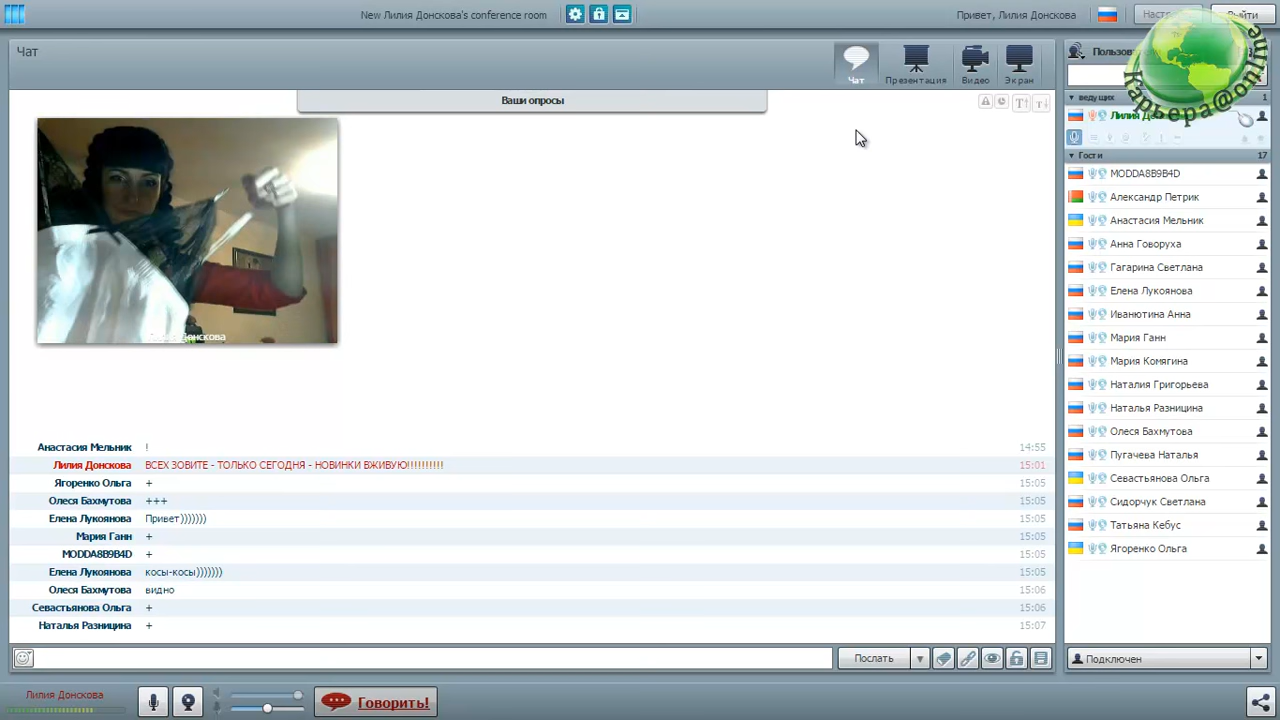 New Лилия Донскова's conference room
Привет, Лилия Донскова
Выйти
Чат
Чат
Презентация
Видео
Экран
Ваши опросы
карьера@online
ведущих 1
Гости 17
MODDA8B9B4D
Александр Петрик
Анастасия Мельник
Анна Говоруха
Гагарина Светлана
Елена Лукоянова
Иванютина Анна
Мария Ганн
Мария Комягина
Наталия Григорьева
Наталья Разницина
Олеся Бахмутова
Пугачева Наталья
Севастьянова Ольга
Сидорчук Светлана
Татьяна Кебус
Ягоренко Ольга
Анастасия Мельник ! 14:55
Лилия Донскова ВСЕХ ЗОВИТЕ - ТОЛЬКО СЕГОДНЯ - НОВИНКИ ВЖИВУЮ!!!!!!!!!! 15:01
Ягоренко Ольга + 15:05
Олеся Бахмутова +++ 15:05
Елена Лукоянова Привет))))))) 15:05
Мария Ганн + 15:05
MODDA8B9B4D + 15:05
Елена Лукоянова косы-косы))))))) 15:05
Олеся Бахмутова видно 15:06
Севастьянова Ольга + 15:06
Наталья Разницина + 15:07
Послать
Подключен
Лилия Донскова
Говорить!